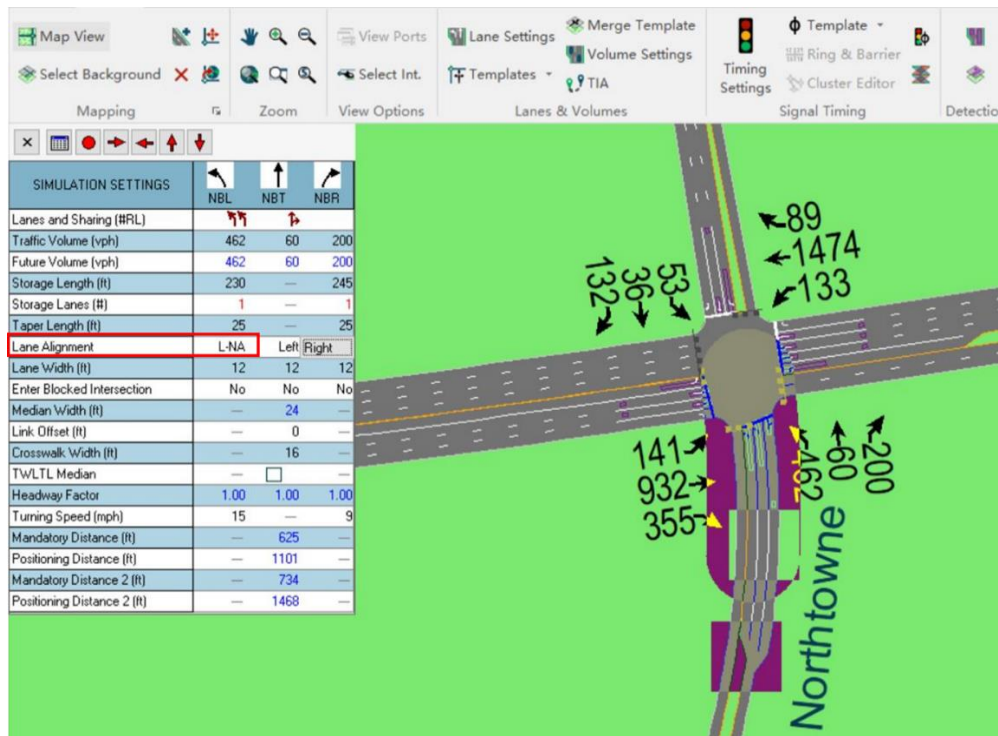 Map View
View Ports
Lane Settings
Merge Template
Template
Volume Settings
Ring & Barrier
Select Background
Select Int.
Templates
TIA
Timing
Settings
Cluster Editor
Mapping
Zoom
View Options
Lanes & Volumes
Signal Timing
Detectio
SIMULATION SETTINGS
NBL NBT NBR
Lanes and Sharing (#RL)
Traffic Volume (vph) 462 60 200
Future Volume (vph) 462 60 200
Storage Length (ft) 230 — 245
Storage Lanes (#) 1 — 1
Taper Length (ft) 25 — 25
Lane Alignment L-NA Left Right
Lane Width (ft) 12 12 12
Enter Blocked Intersection No No No
Median Width (ft) — 24 —
Link Offset (ft) — 0 —
Crosswalk Width (ft) — 16 —
TWLTL Median — —
Headway Factor 1.00 1.00 1.00
Turning Speed (mph) 15 — 9
Mandatory Distance (ft) — 625 —
Positioning Distance (ft) — 1101 —
Mandatory Distance 2 (ft) — 734 —
Positioning Distance 2 (ft) — 1468 —
89
1474
133
132
36
53
141
932
355
462
60
200
Northtowne